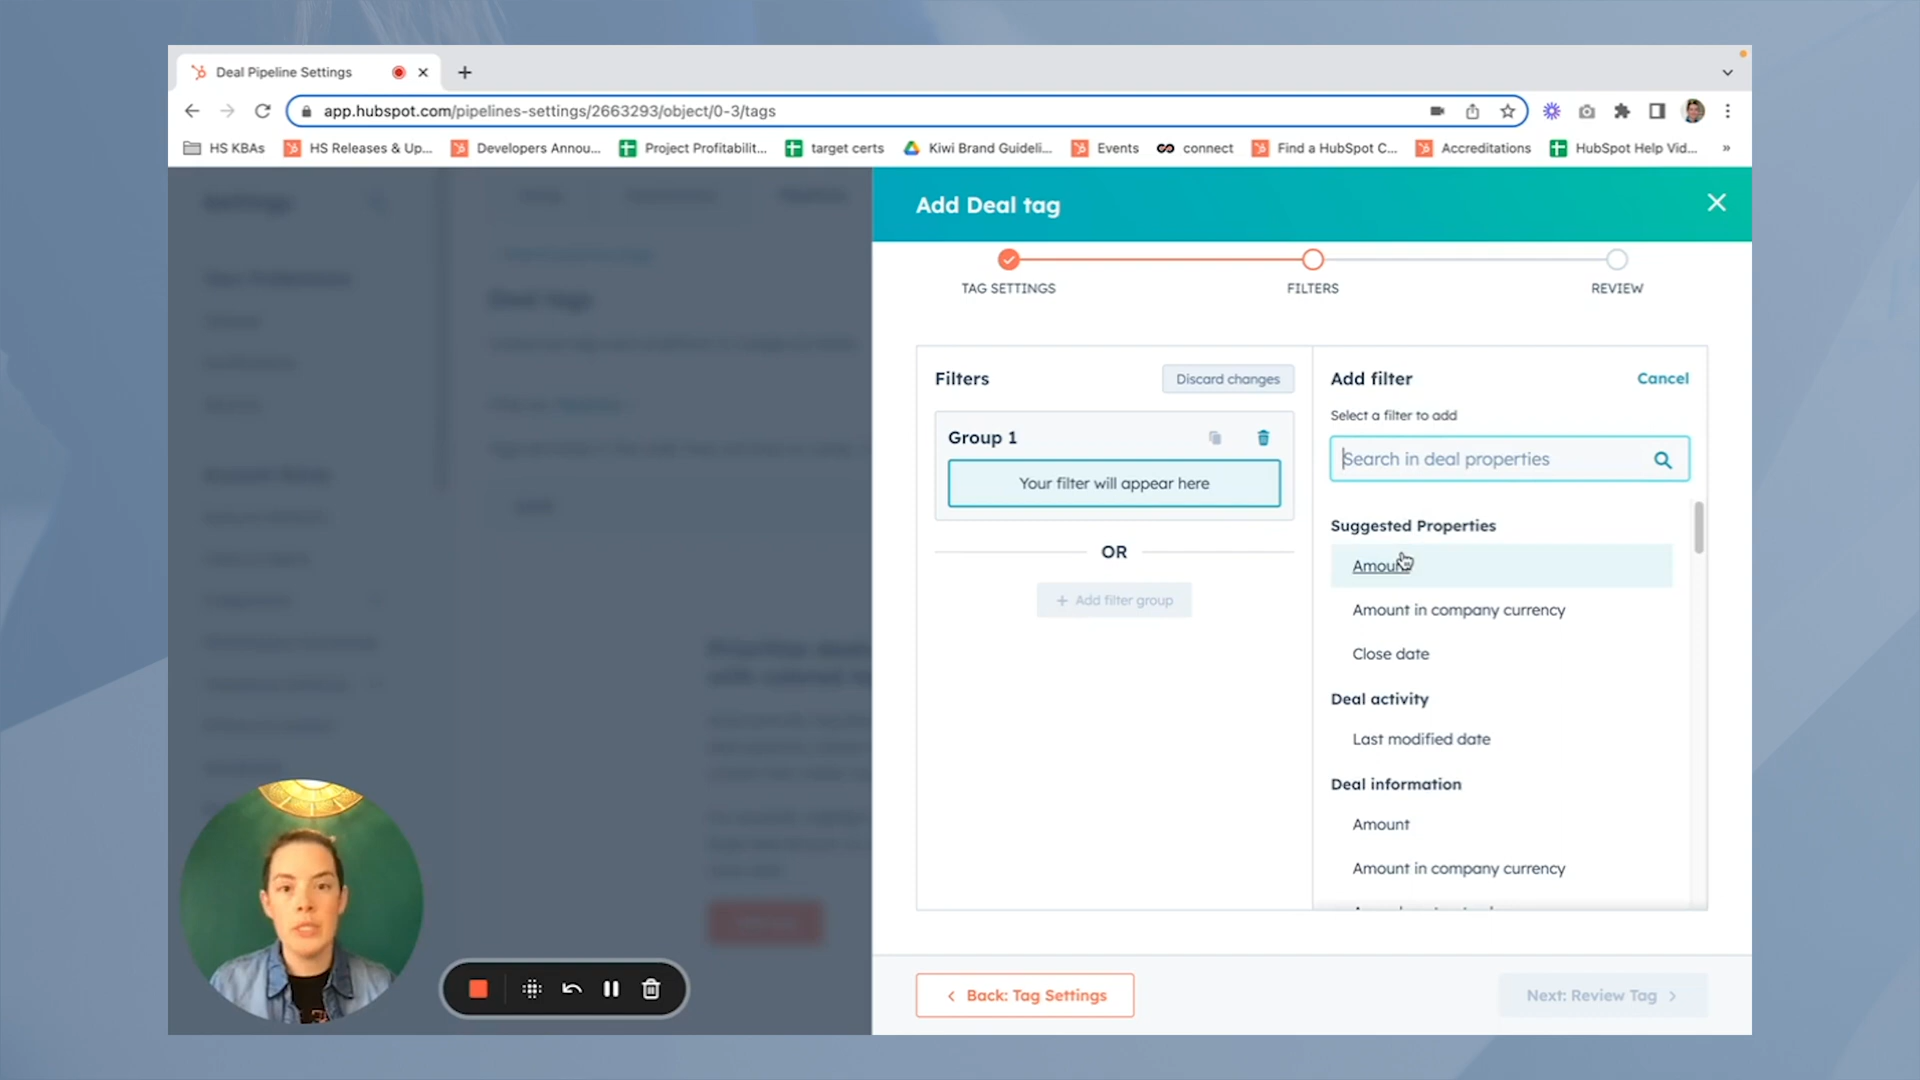 Deal Pipeline Settings
app.hubspot.com/pipelines-settings/2663293/object/0-3/tags
HS KBAs
HS Releases & Up...
Developers Annou...
Project Profitabilit...
target certs
Kiwi Brand Guideli...
Events
connect
Find a HubSpot C...
Accreditations
HubSpot Help Vid...
»
Settings
Deal tags
Add Deal tag
TAG SETTINGS
FILTERS
REVIEW
Filters
Discard changes
Group 1
Your filter will appear here
OR
+ Add filter group
Add filter
Cancel
Select a filter to add
Search in deal properties
Suggested Properties
Amount
Amount in company currency
Close date
Deal activity
Last modified date
Deal information
Amount
Amount in company currency
Back: Tag Settings
Next: Review Tag